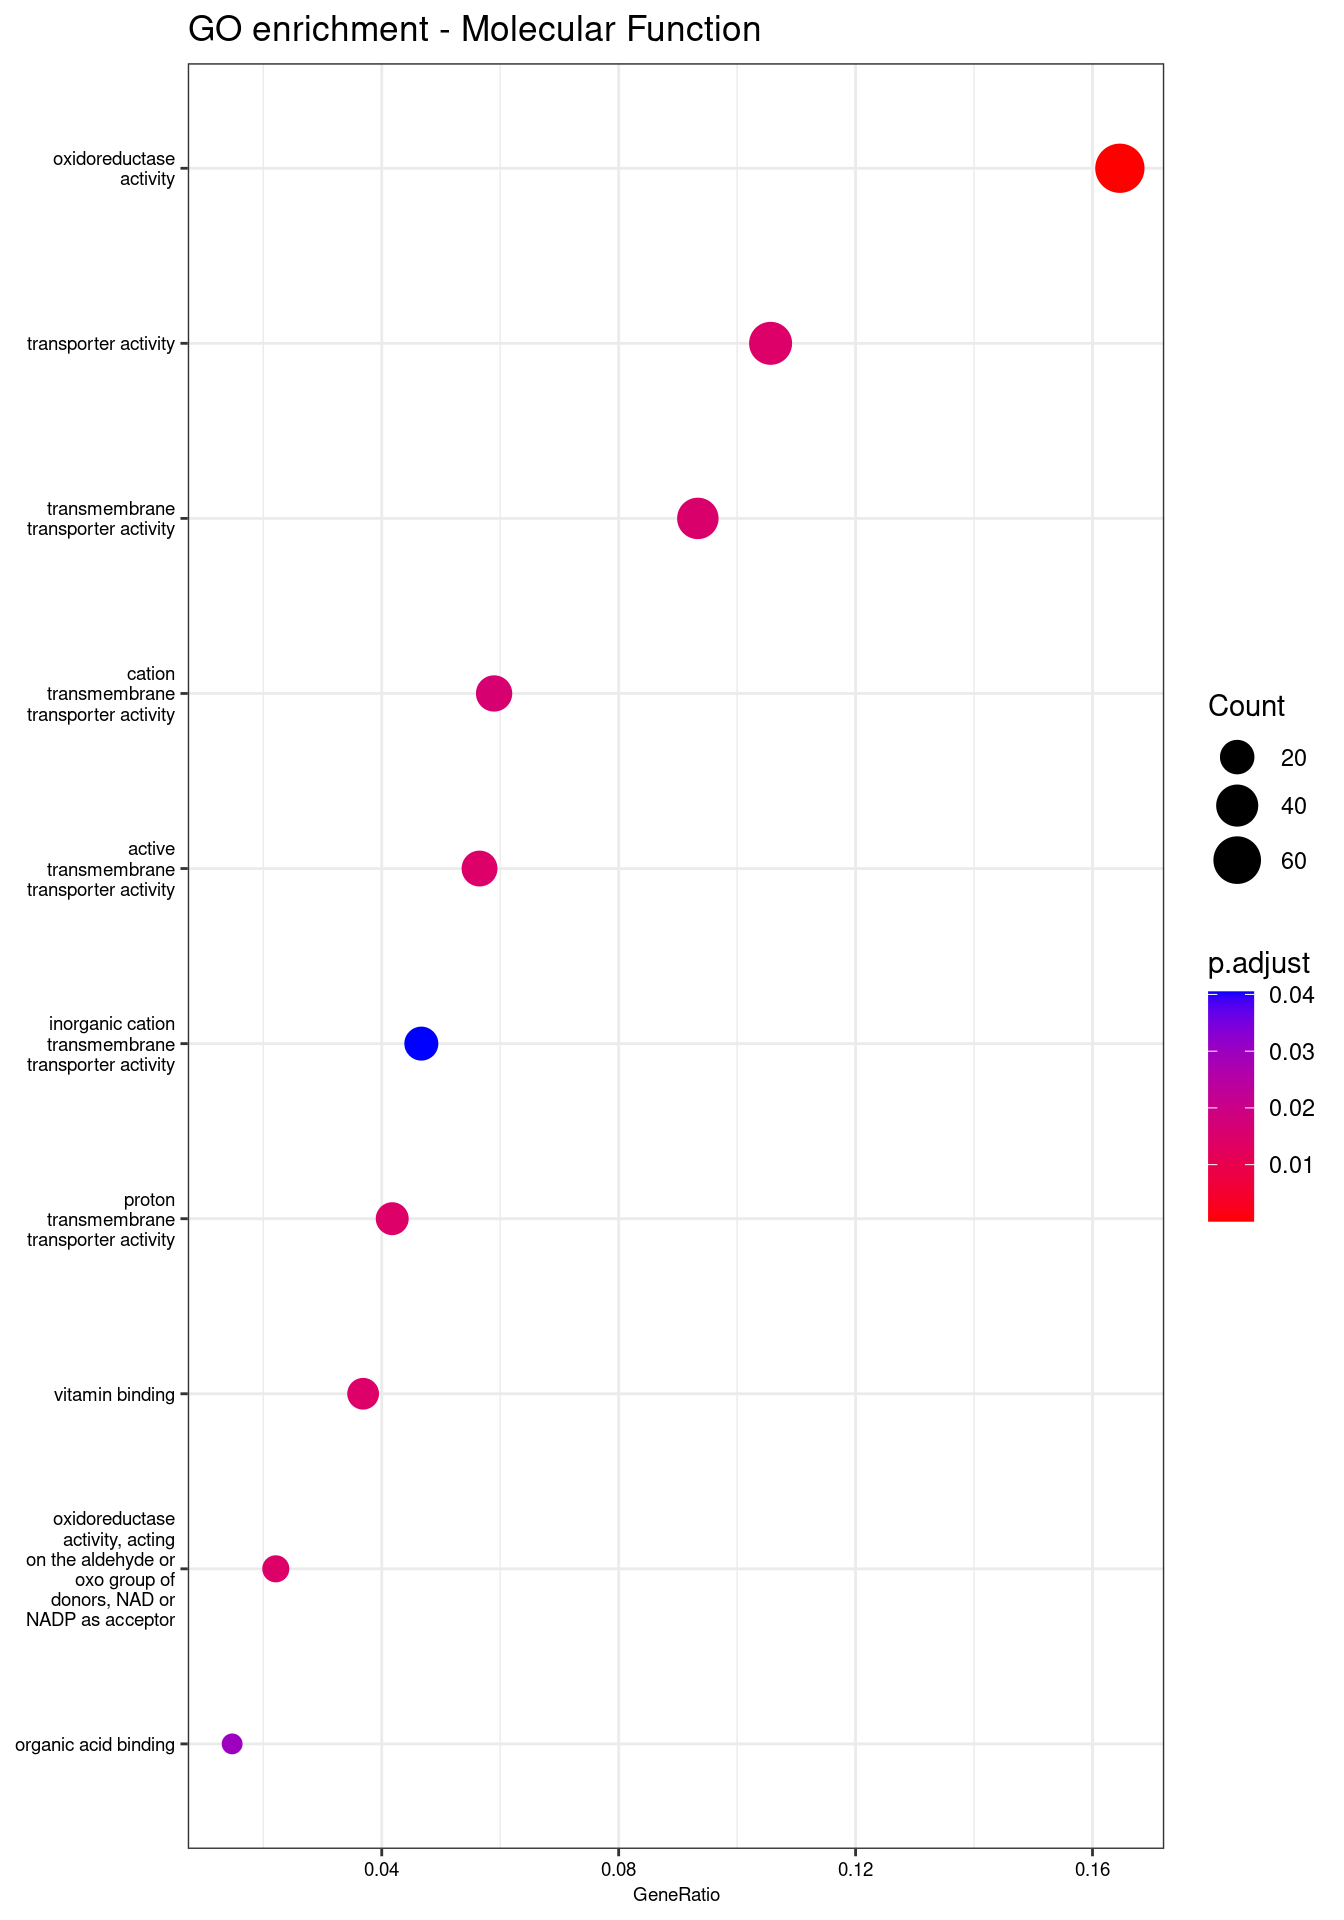 GO enrichment - Molecular Function
oxidoreductase
activity
transporter activity
transmembrane
transporter activity
cation
transmembrane
transporter activity
active
transmembrane
transporter activity
inorganic cation
transmembrane
transporter activity
proton
transmembrane
transporter activity
vitamin binding
oxidoreductase
activity, acting
on the aldehyde or
oxo group of
donors, NAD or
NADP as acceptor
organic acid binding
0.04
0.08
0.12
0.16
GeneRatio
Count
20
40
60
p.adjust
0.04
0.03
0.02
0.01